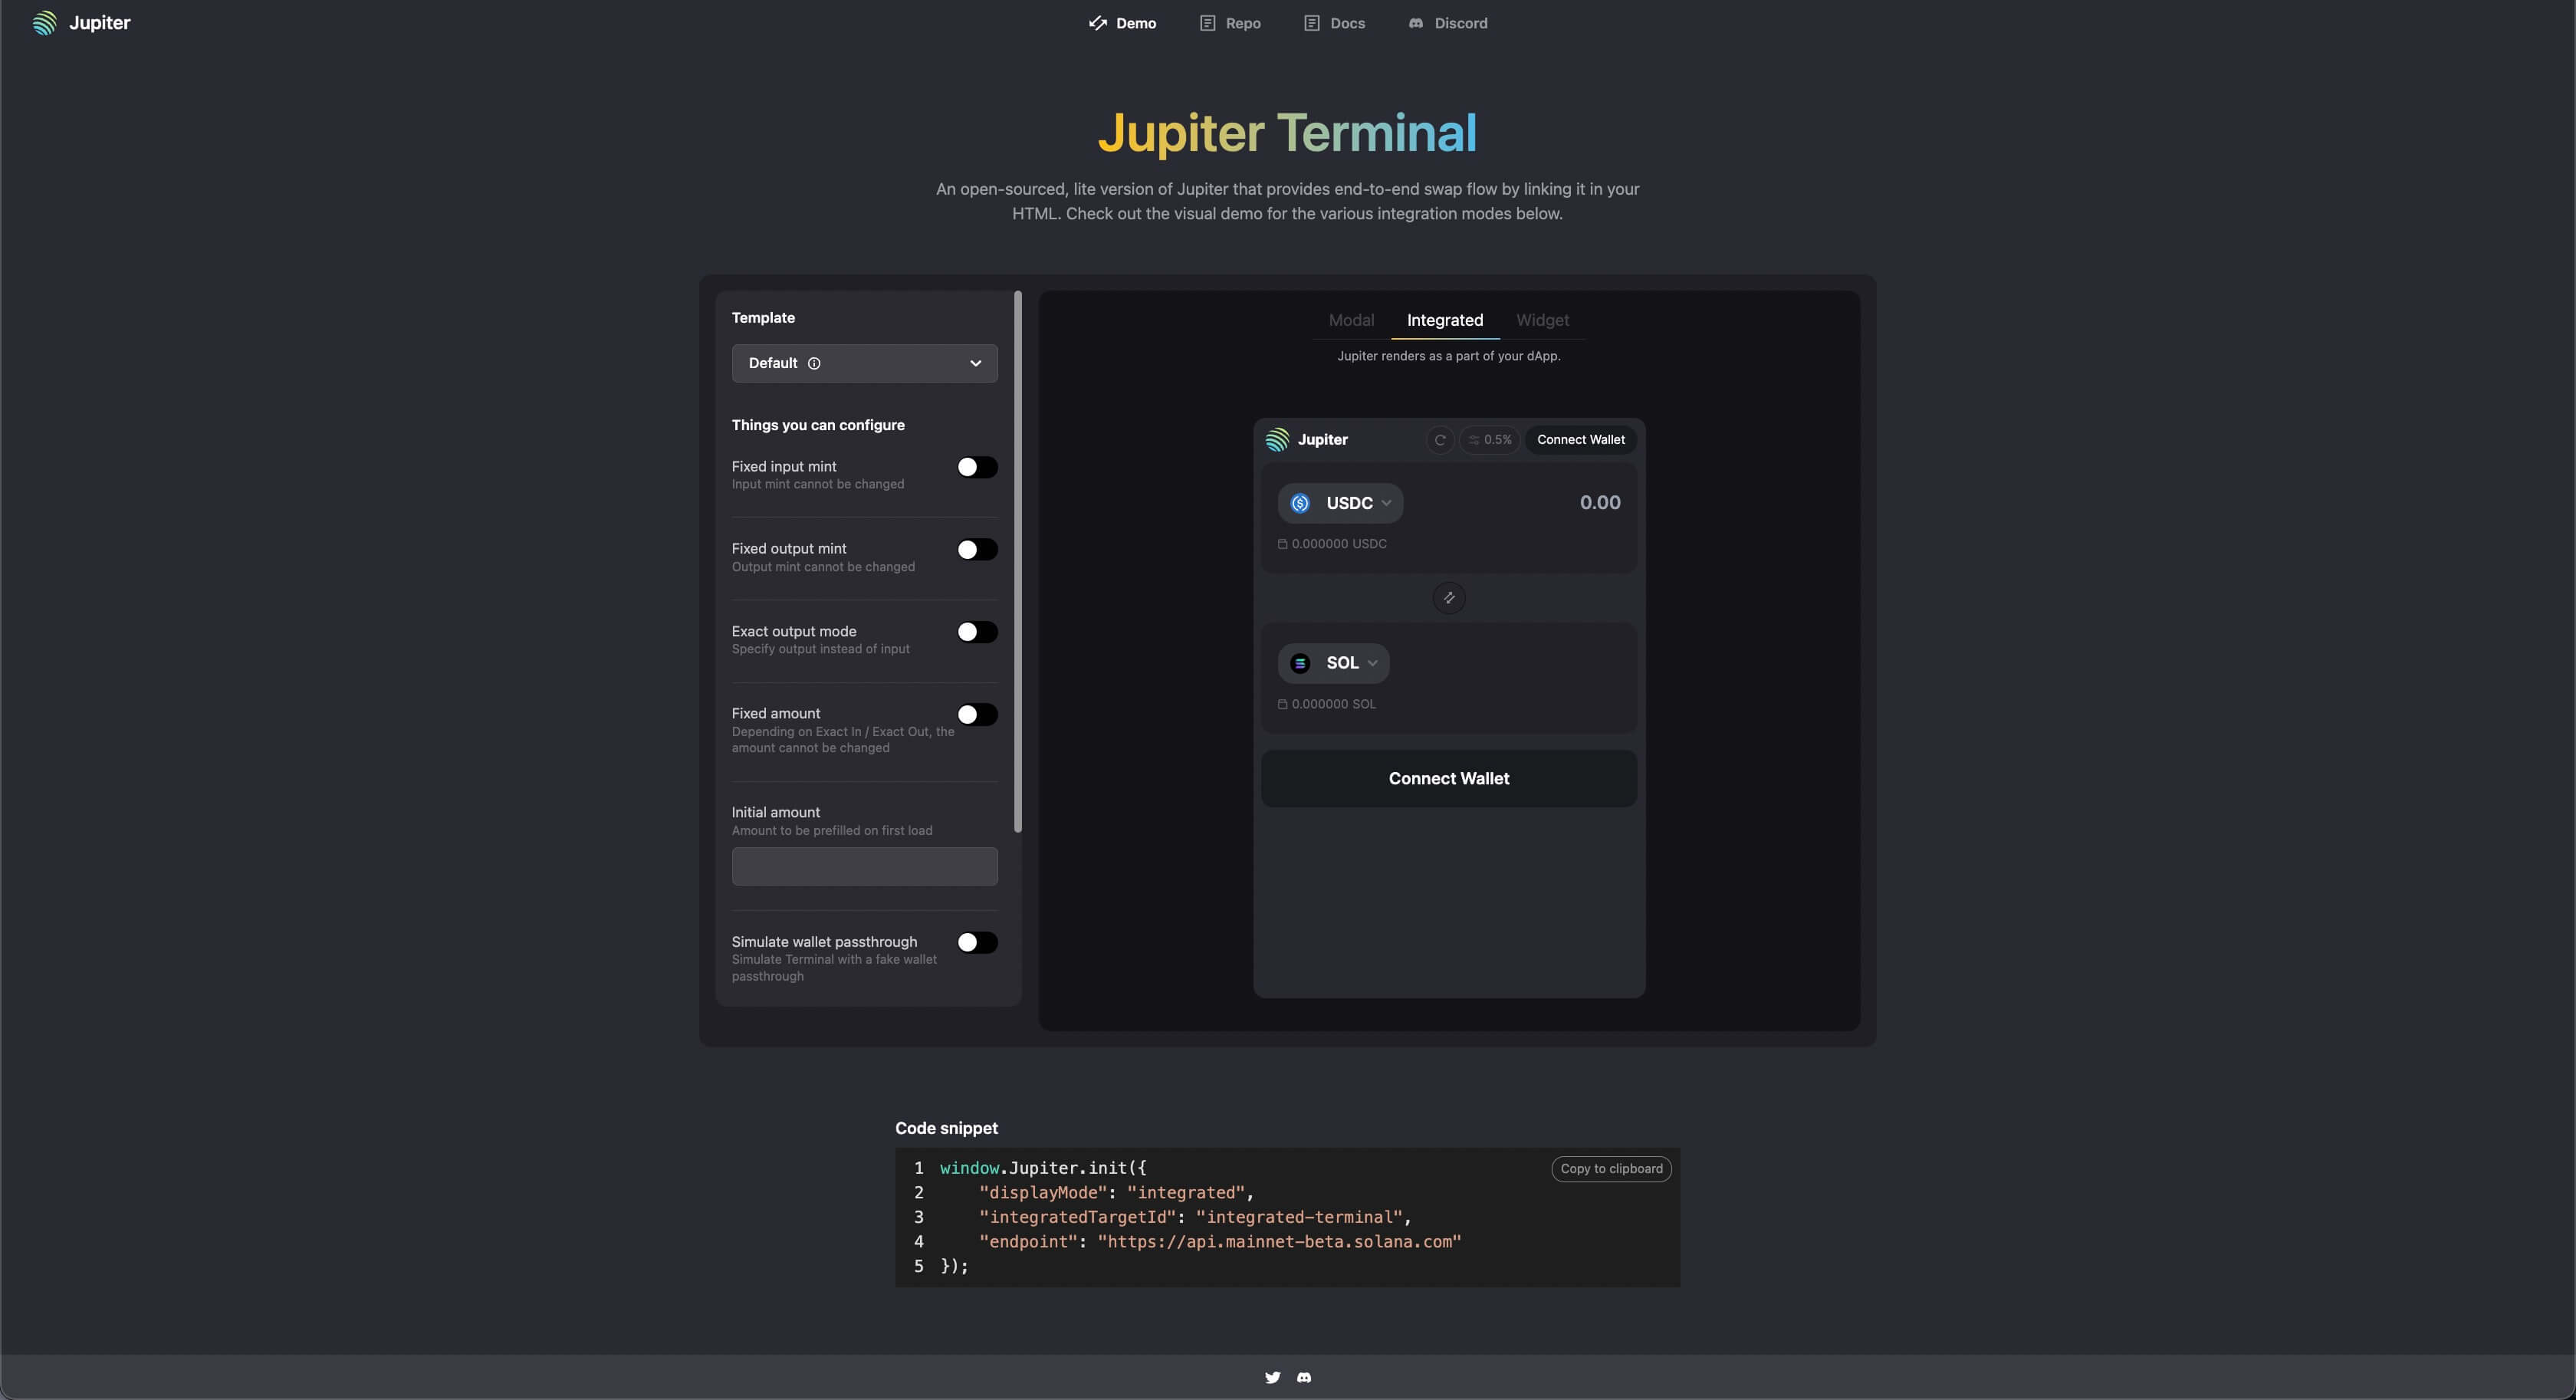 Jupiter
Demo
Repo
Docs
Discord
Jupiter Terminal
An open-sourced, lite version of Jupiter that provides end-to-end swap flow by linking it in your
HTML. Check out the visual demo for the various integration modes below.
Template
Default
Things you can configure
Fixed input mint
Input mint cannot be changed
Fixed output mint
Output mint cannot be changed
Exact output mode
Specify output instead of input
Fixed amount
Depending on Exact In / Exact Out, the
amount cannot be changed
Initial amount
Amount to be prefilled on first load
Simulate wallet passthrough
Simulate Terminal with a fake wallet
passthrough
Modal
Integrated
Widget
Jupiter renders as a part of your dApp.
Jupiter
0.5%
Connect Wallet
USDC
0.00
0.000000 USDC
SOL
0.000000 SOL
Connect Wallet
Code snippet
Copy to clipboard
1 window.Jupiter.init({
2     "displayMode": "integrated",
3     "integratedTargetId": "integrated-terminal",
4     "endpoint": "https://api.mainnet-beta.solana.com"
5 });